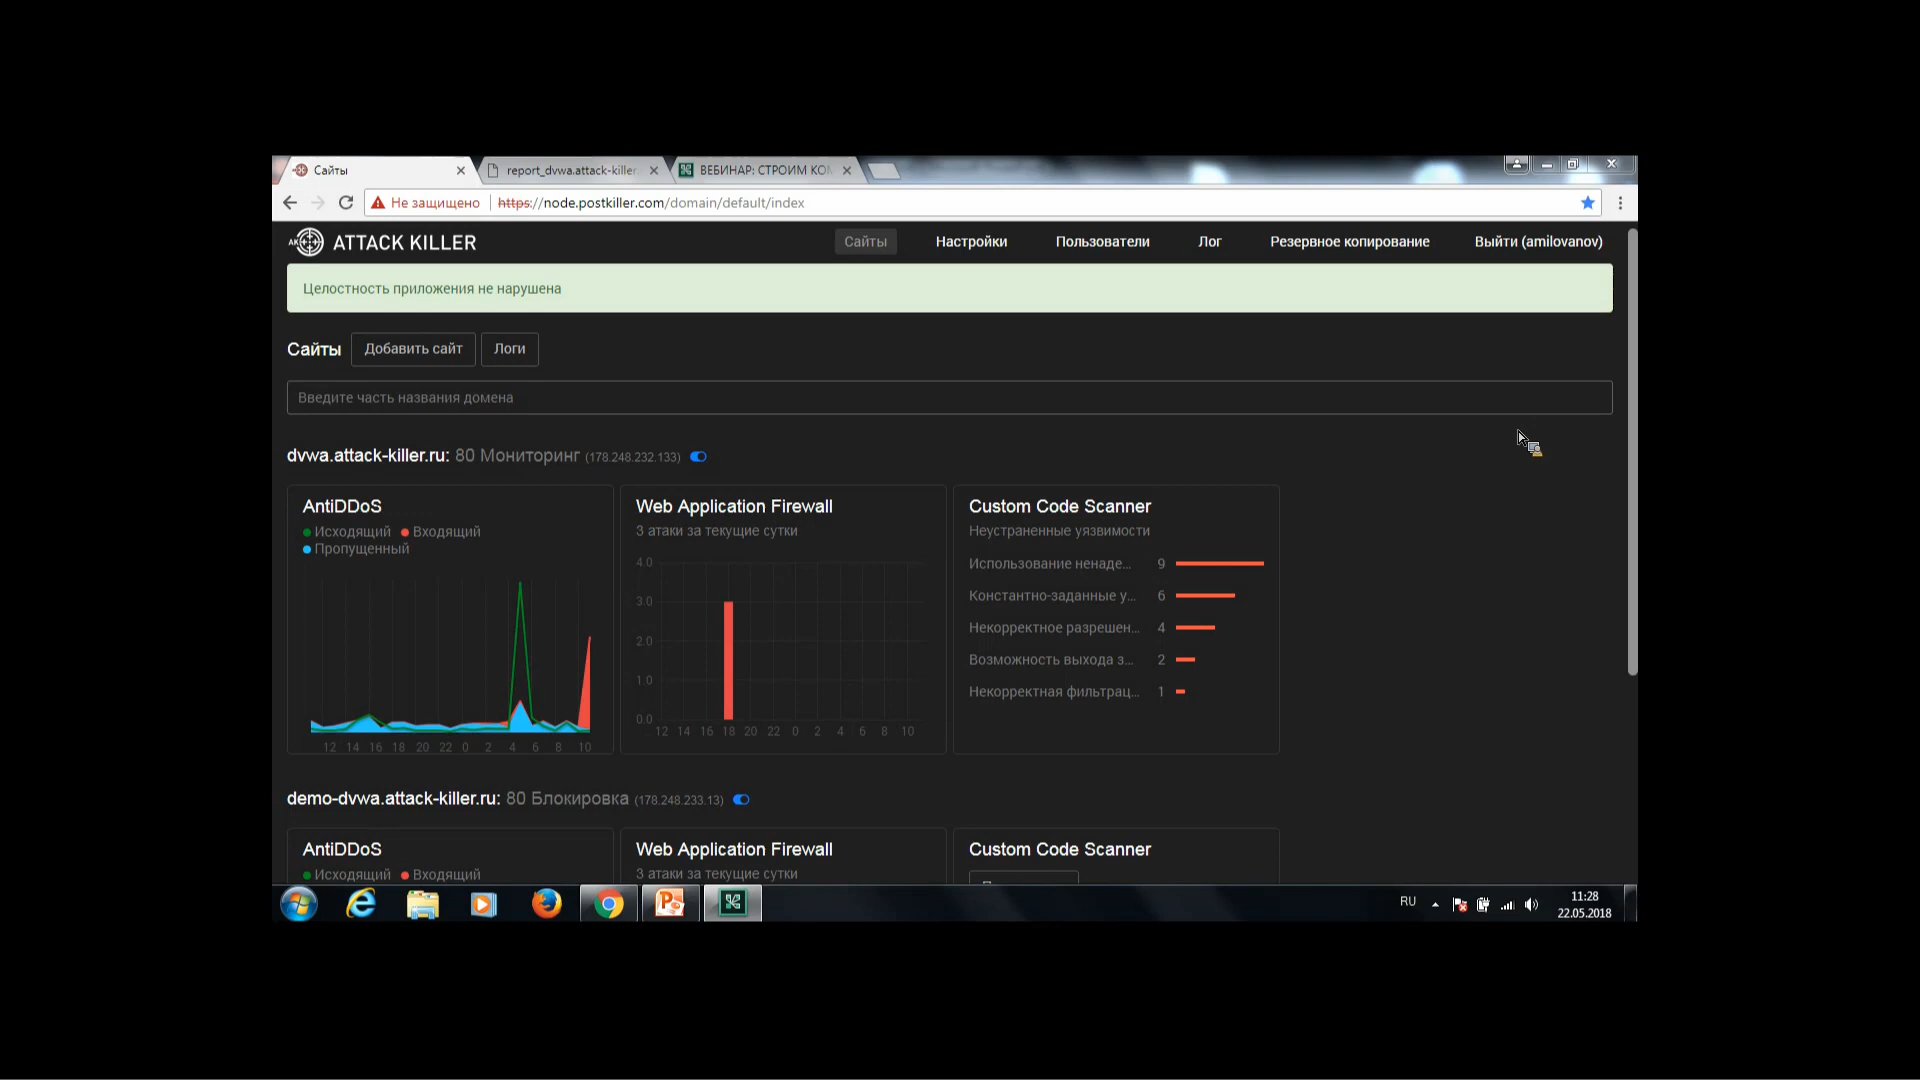 Сайты
report_dvwa.attack-killer.
ВЕБИНАР: СТРОИМ КОМ
Не защищено
https://node.postkiller.com/domain/default/index
AK ATTACK KILLER
Сайты Настройки Пользователи Лог Резервное копирование Выйти (amilovanov)
Целостность приложения не нарушена
Сайты Добавить сайт Логи
Введите часть названия домена
dvwa.attack-killer.ru: 80 Мониторинг (178.248.232.133)
AntiDDoS
Исходящий Входящий
Пропущенный
12 14 16 18 20 22 0 2 4 6 8 10
Web Application Firewall
3 атаки за текущие сутки
4.0
3.0
2.0
1.0
0.0
12 14 16 18 20 22 0 2 4 6 8 10
Custom Code Scanner
Неустраненные уязвимости
Использование ненаде... 9
Константно-заданные у... 6
Некорректное разрешен... 4
Возможность выхода з... 2
Некорректная фильтрац... 1
demo-dvwa.attack-killer.ru: 80 Блокировка (178.248.233.13)
AntiDDoS
Исходящий Входящий
Web Application Firewall
3 атаки за текущие сутки
Custom Code Scanner
RU
11:28
22.05.2018